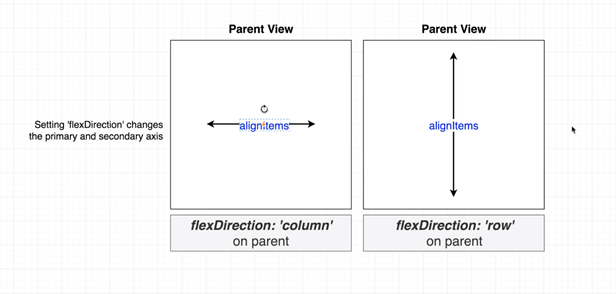 Parent View
Parent View
Setting 'flexDirection' changes
the primary and secondary axis
alignItems
alignItems
flexDirection: 'column'
on parent
flexDirection: 'row'
on parent